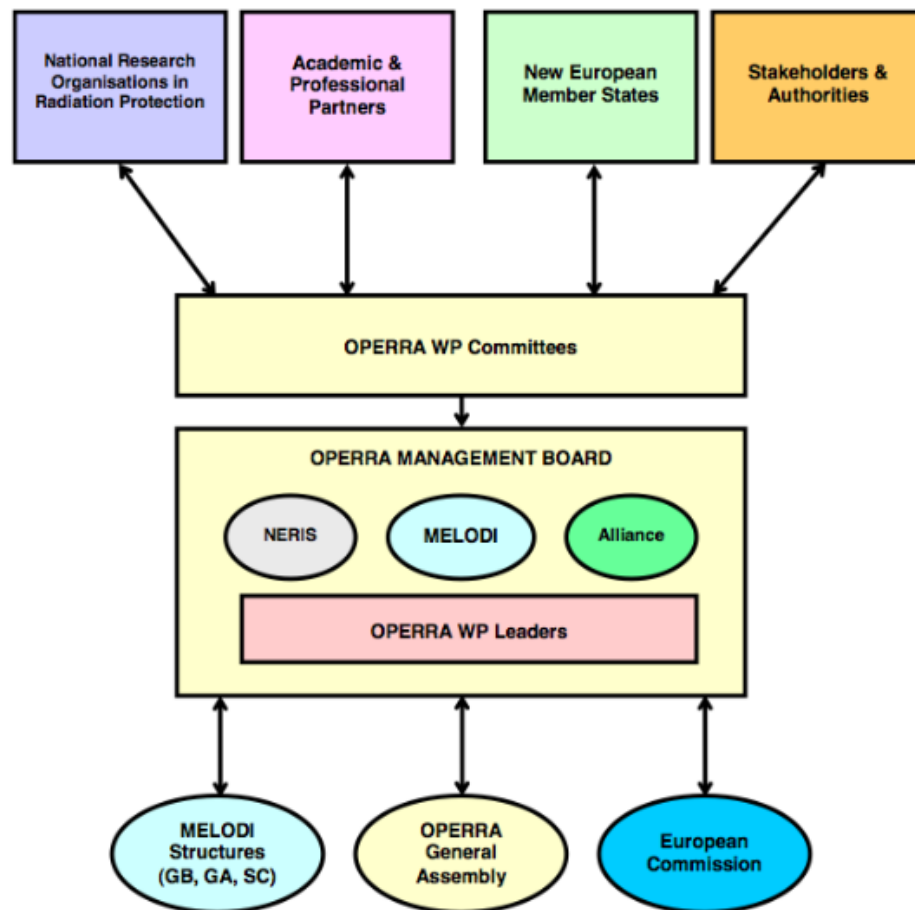 National Research
Organisations in
Radiation Protection
Academic &
Professional
Partners
New European
Member States
Stakeholders &
Authorities
OPERRA WP Committees
OPERRA MANAGEMENT BOARD
NERIS
MELODI
Alliance
OPERRA WP Leaders
MELODI
Structures
(GB, GA, SC)
OPERRA
General
Assembly
European
Commission